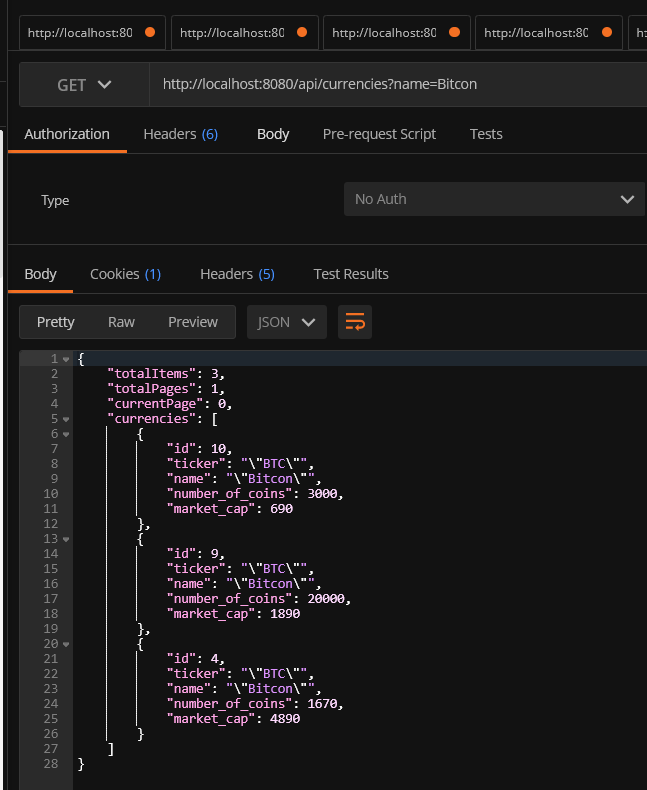 http://localhost:80 http://localhost:80 http://localhost:80 http://localhost:80
GET http://localhost:8080/api/currencies?name=Bitcon
Authorization Headers (6) Body Pre-request Script Tests
Type No Auth
Body Cookies (1) Headers (5) Test Results
Pretty Raw Preview JSON
1 {
2 "totalItems": 3,
3 "totalPages": 1,
4 "currentPage": 0,
5 "currencies": [
6 {
7 "id": 10,
8 "ticker": "\"BTC\"",
9 "name": "\"Bitcon\"",
10 "number_of_coins": 3000,
11 "market_cap": 690
12 },
13 {
14 "id": 9,
15 "ticker": "\"BTC\"",
16 "name": "\"Bitcon\"",
17 "number_of_coins": 20000,
18 "market_cap": 1890
19 },
20 {
21 "id": 4,
22 "ticker": "\"BTC\"",
23 "name": "\"Bitcon\"",
24 "number_of_coins": 1670,
25 "market_cap": 4890
26 }
27 ]
28 }